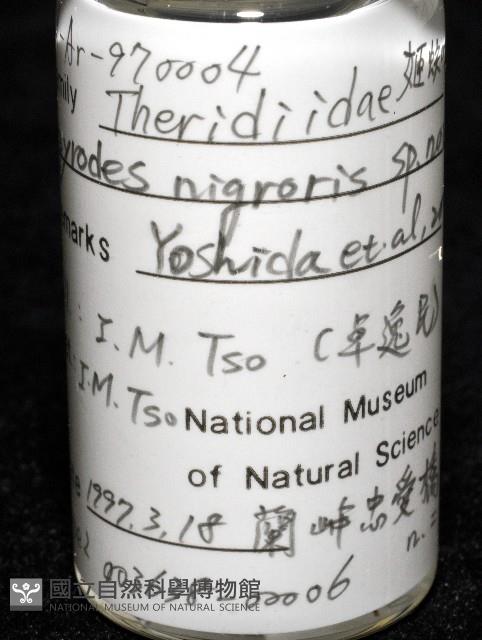 -Ar-970004
mily Theridiidae 姬蛛
yrodes nigroris sp.no
marks Yoshida et.al,
: I.M. Tso (卓逸民)
: I.M. Tso
National Museum
of Natural Science
1997.3.18 蘭嶼忠愛橋
n. =
國立自然科學博物館
NATIONAL MUSEUM OF NATURAL SCIENCE